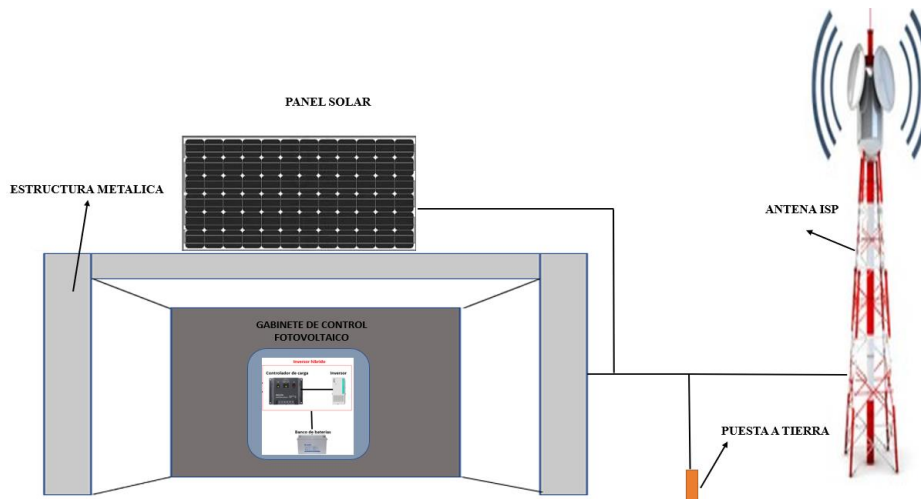 PANEL SOLAR
ESTRUCTURA METALICA
ANTENA ISP
GABINETE DE CONTROL
FOTOVOLTAICO
Inversor híbrido
Controlador de carga
Inversor
Banco de baterías
PUESTA A TIERRA